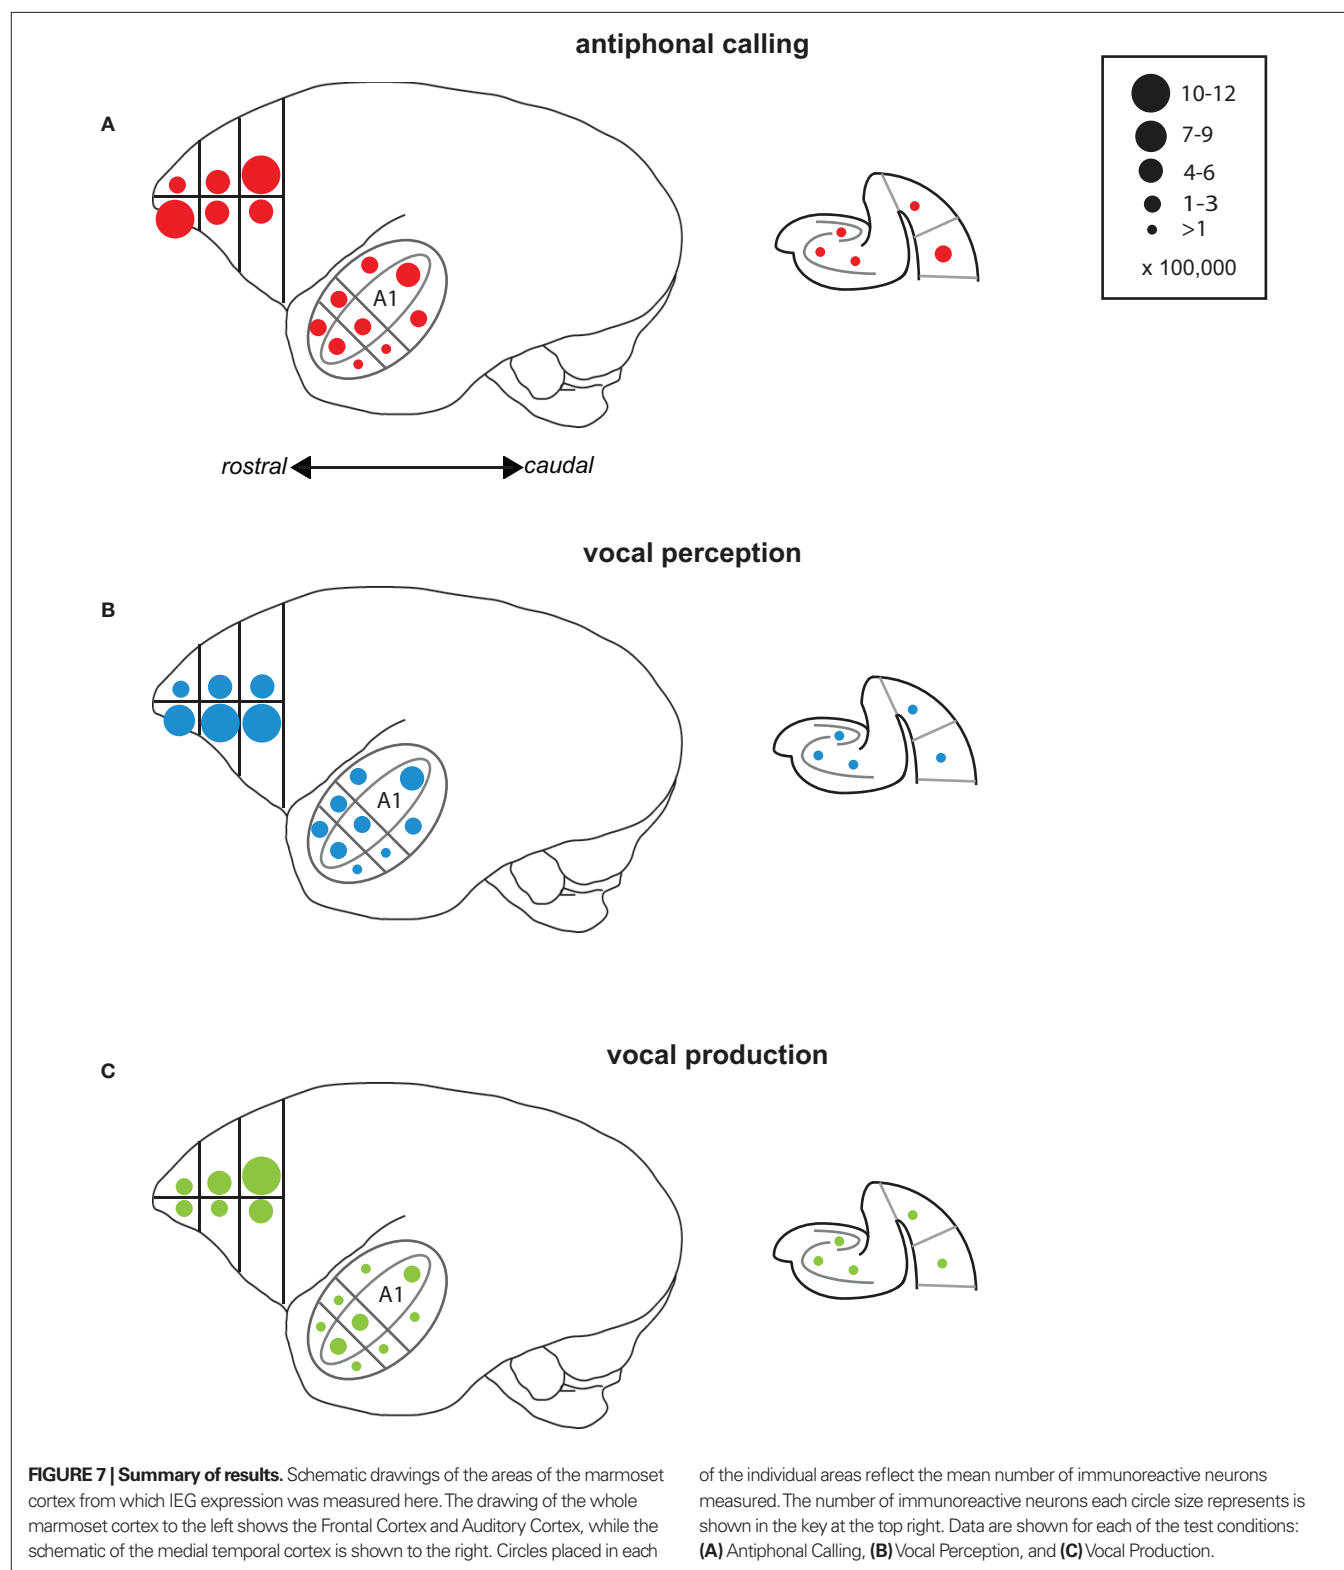 antiphonal calling
A
10-12
7-9
4-6
1-3
>1
x 100,000
A1
rostral
caudal
vocal perception
B
A1
vocal production
C
A1
FIGURE 7 | Summary of results. Schematic drawings of the areas of the marmoset
cortex from which IEG expression was measured here. The drawing of the whole
marmoset cortex to the left shows the Frontal Cortex and Auditory Cortex, while the
schematic of the medial temporal cortex is shown to the right. Circles placed in each
of the individual areas reflect the mean number of immunoreactive neurons
measured. The number of immunoreactive neurons each circle size represents is
shown in the key at the top right. Data are shown for each of the test conditions:
(A) Antiphonal Calling, (B) Vocal Perception, and (C) Vocal Production.